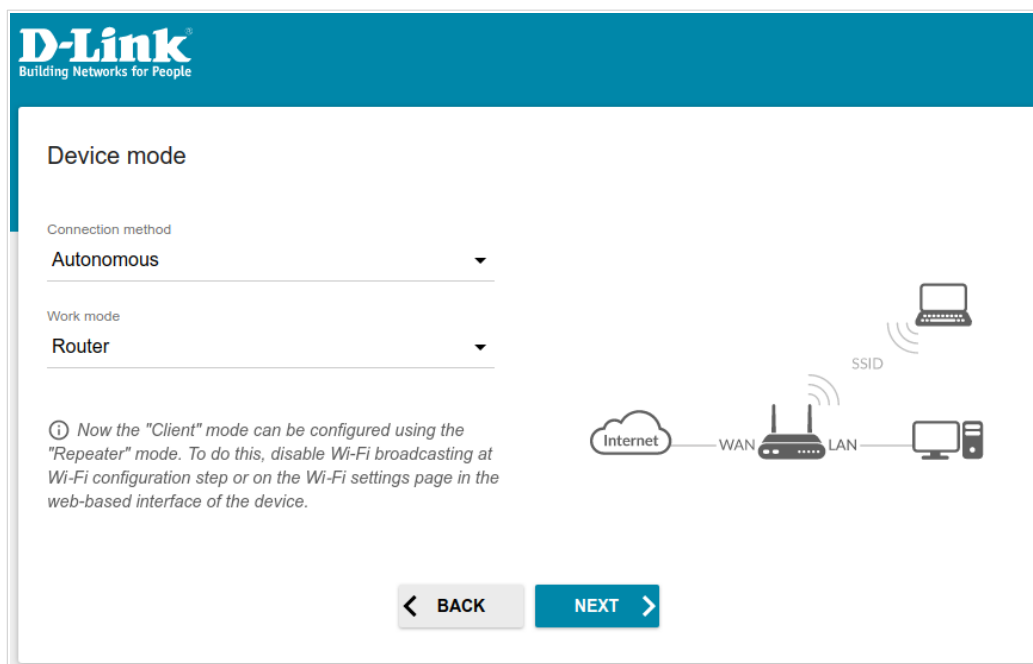 D-Link®
Building Networks for People
Device mode
Connection method
Autonomous
Work mode
Router
Now the "Client" mode can be configured using the
"Repeater" mode. To do this, disable Wi-Fi broadcasting at
Wi-Fi configuration step or on the Wi-Fi settings page in the
web-based interface of the device.
SSID
Internet
WAN
LAN
BACK
NEXT